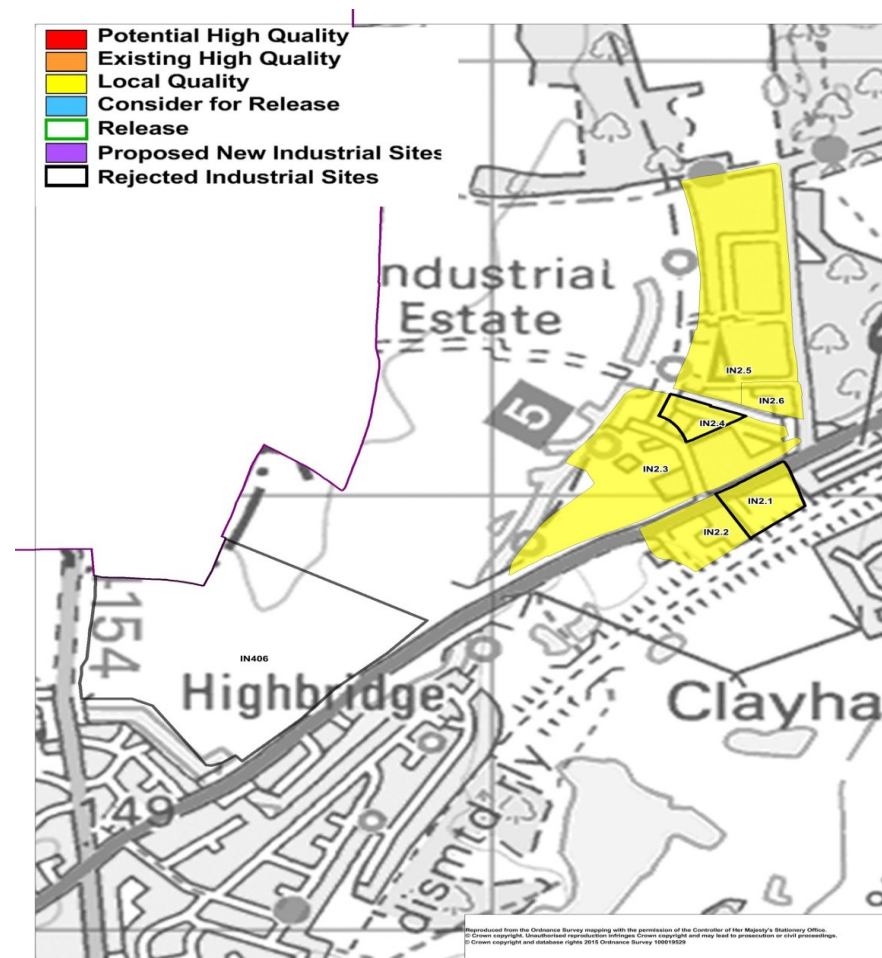 Potential High Quality
Existing High Quality
Local Quality
Consider for Release
Release
Proposed New Industrial Sites
Rejected Industrial Sites
ndustrial
Estate
5
IN2.5
IN2.6
IN2.4
IN2.3
IN2.1
IN2.2
154
IN406
Highbridge
Clayha
149
dismtd rly
Reproduced from the Ordnance Survey mapping with the permission of the Controller of Her Majesty's Stationery Office.
© Crown copyright. Unauthorised reproduction infringes Crown copyright and may lead to prosecution or civil proceedings.
© Crown copyright and database rights 2015 Ordnance Survey 100019529